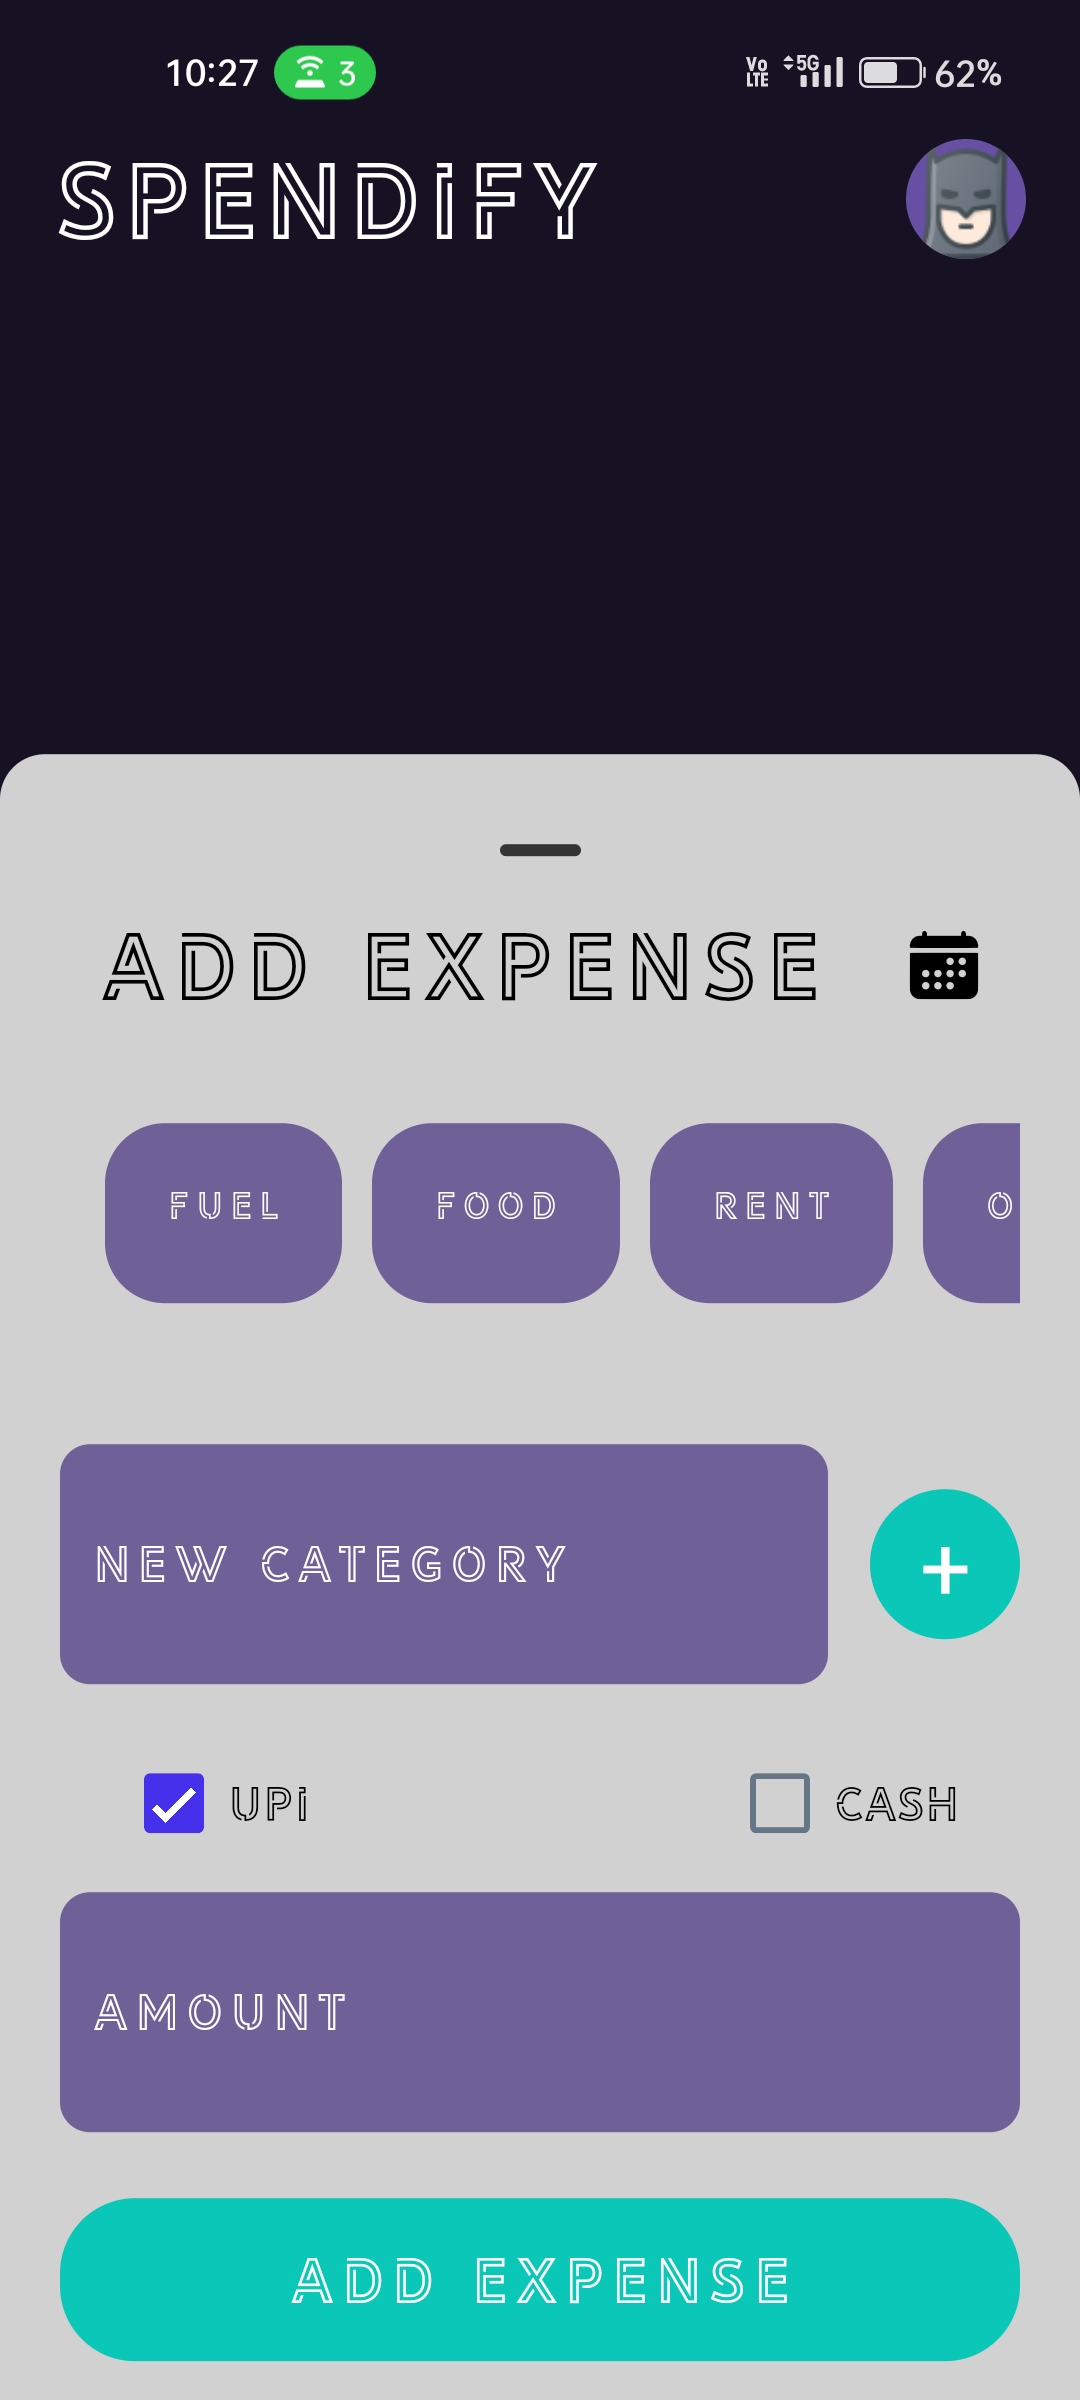 10:27 3 Vo LTE 5G 62%
SPENDiFY
ADD EXPENSE
FUEL FOOD RENT O
NEW CATEGORY +
UPi CASH
AMOUNT
ADD EXPENSE